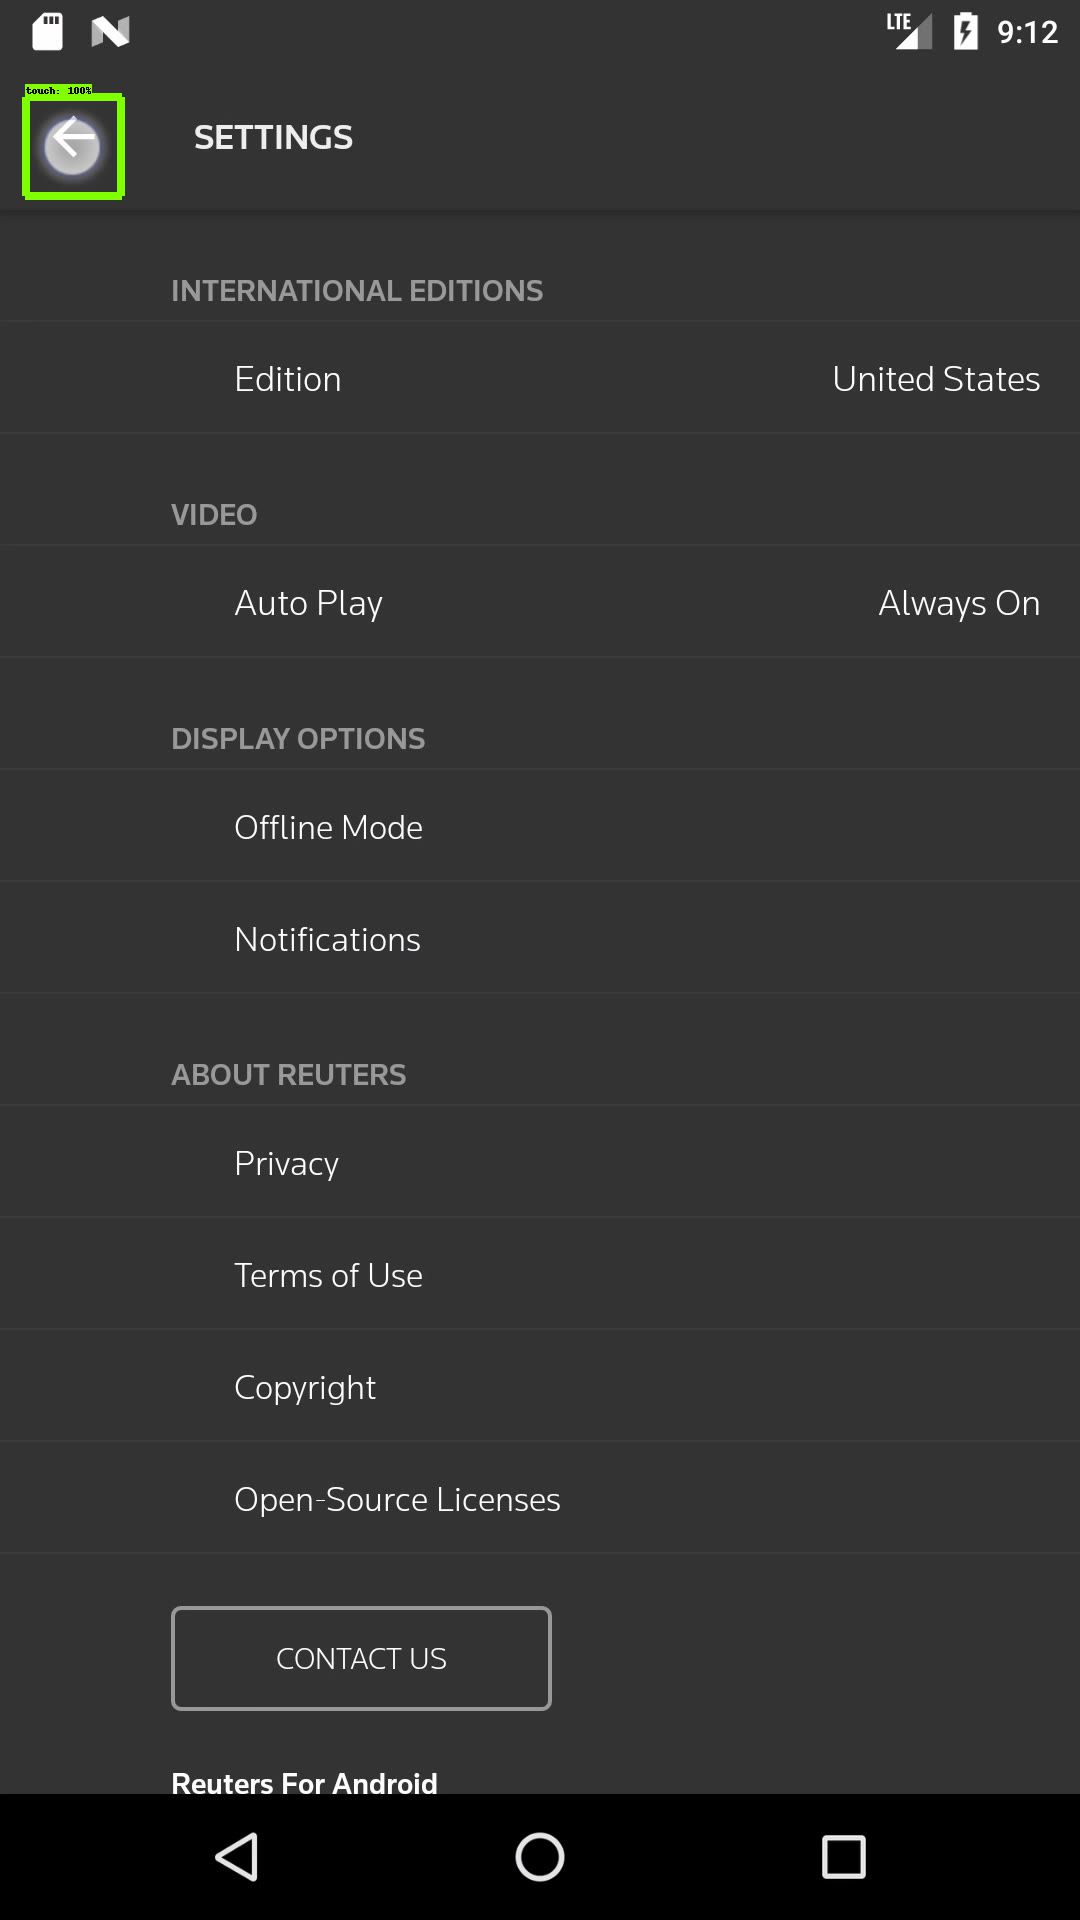 LTE 9:12
touch: 100%
SETTINGS
INTERNATIONAL EDITIONS
Edition United States
VIDEO
Auto Play Always On
DISPLAY OPTIONS
Offline Mode
Notifications
ABOUT REUTERS
Privacy
Terms of Use
Copyright
Open-Source Licenses
CONTACT US
Reuters For Android